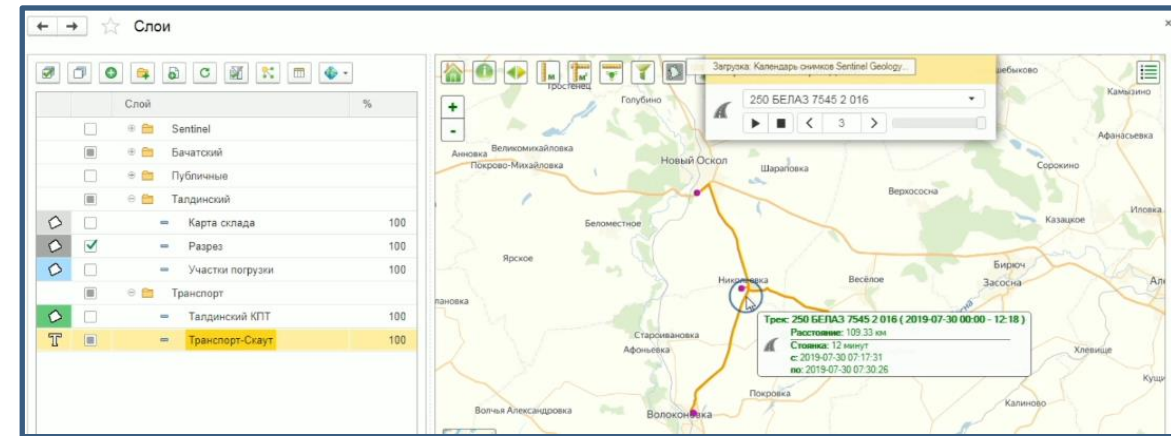 Слои
Слой %
Sentinel
Бачатский
Публичные
Талдинский
Карта склада 100
Разрез 100
Участки погрузки 100
Транспорт
Талдинский КПТ 100
Транспорт-Скаут 100
Загрузка: Календарь снимков Sentinel Geology...
250 БЕЛАЗ 7545 2 016
3
+
-
Простенец
Голубино
Камызино
Афанасьевка
Анновка
Великомихайловка
Покрово-Михайловка
Новый Оскол
Шараповка
Сорокино
Верхососна
Иловка
Беломестное
Казацкое
Ярское
Бирюч
Николаевка
Весёлое
Засосна
Трек: 250 БЕЛАЗ 7545 2 016 ( 2019-07-30 00:00 - 12:18 )
Расстояние: 109.33 км
Стоянка: 12 минут
с: 2019-07-30 07:17:31
по: 2019-07-30 07:30:26
Староивановка
Афоньевка
Хлевище
Покровка
Калиново
Волчья Александровка
Волоконовка